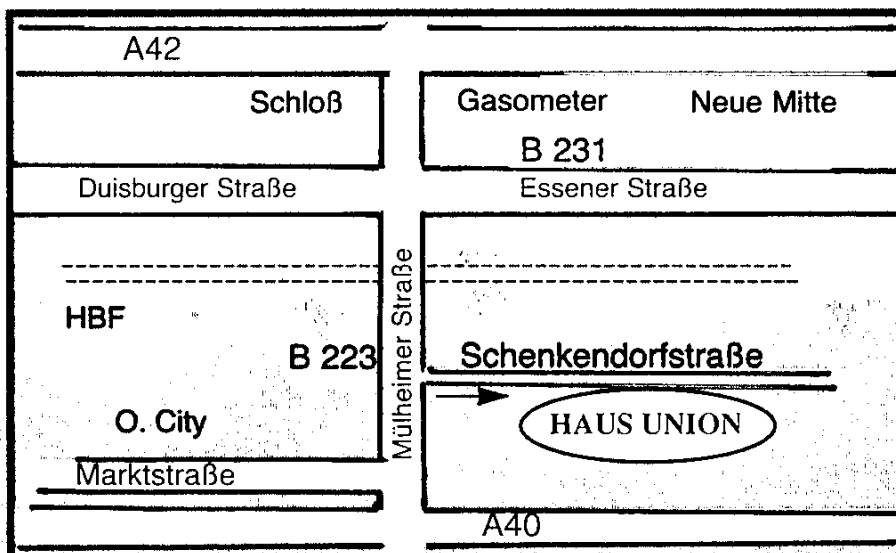 A42
Schloß
Gasometer
Neue Mitte
B 231
Duisburger Straße
Essener Straße
Mülheimer Straße
HBF
B 223
Schenkendorfstraße
O. City
HAUS UNION
Marktstraße
A40